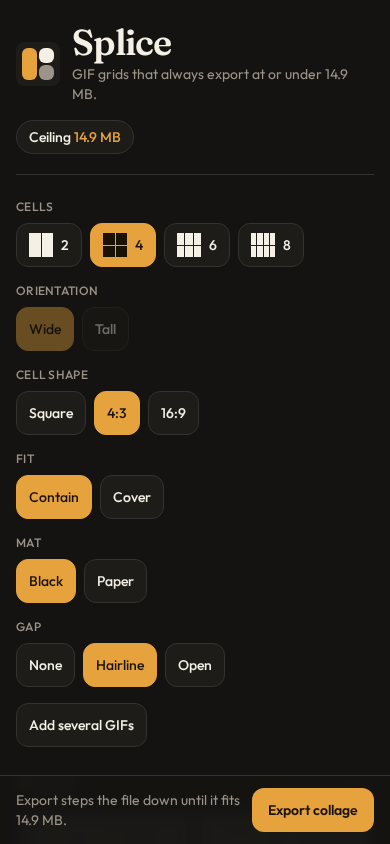 Splice
GIF grids that always export at or under 14.9
MB.
Ceiling 14.9 MB
CELLS
2 4 6 8
ORIENTATION
Wide Tall
CELL SHAPE
Square 4:3 16:9
FIT
Contain Cover
MAT
Black Paper
GAP
None Hairline Open
Add several GIFs
Export steps the file down until it fits
14.9 MB.
Export collage